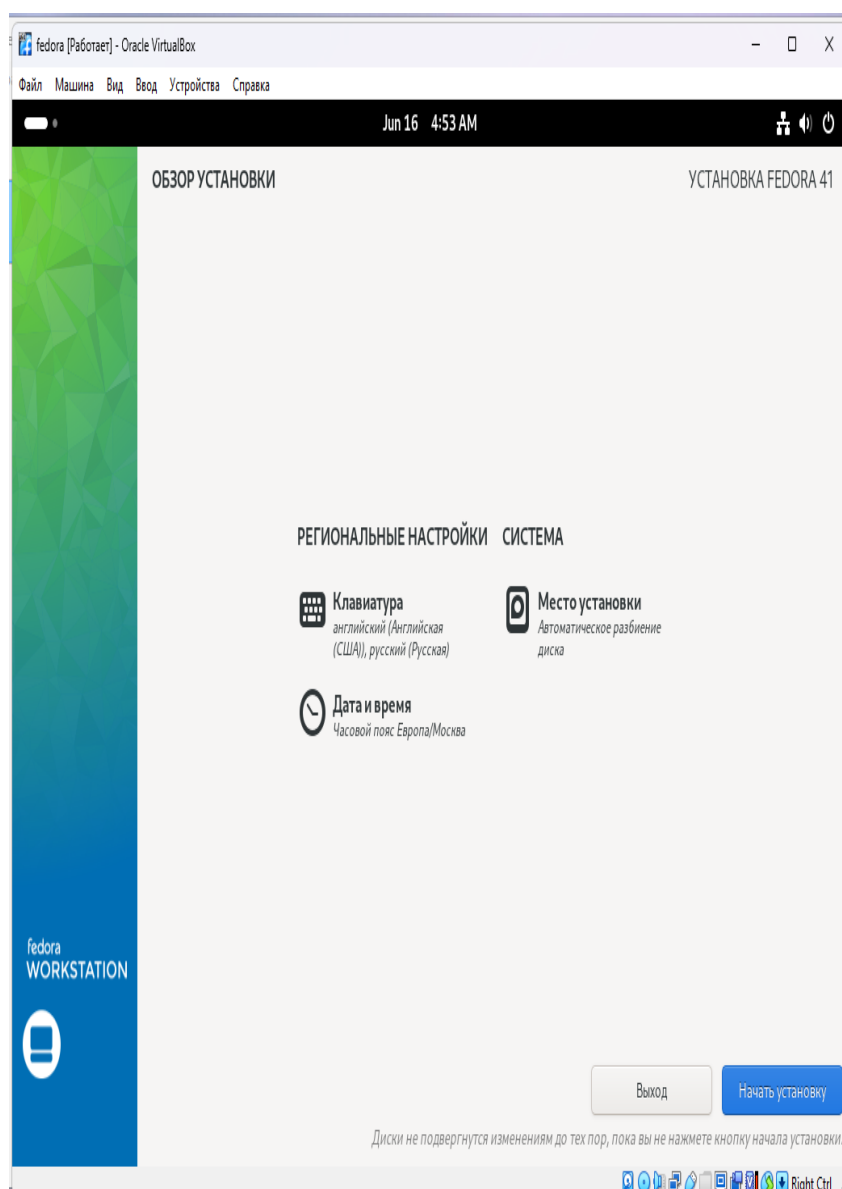 fedora [Работает] - Oracle VirtualBox
Файл Машина Вид Ввод Устройства Справка
Jun 16 4:53 AM
ОБЗОР УСТАНОВКИ
УСТАНОВКА FEDORA 41
РЕГИОНАЛЬНЫЕ НАСТРОЙКИ
СИСТЕМА
Клавиатура
английский (Английская
(США)), русский (Русская)
Место установки
Автоматическое разбиение
диска
Дата и время
Часовой пояс Европа/Москва
fedora
WORKSTATION
Выход
Начать установку
Диски не подвергнутся изменениям до тех пор, пока вы не нажмете кнопку начала установки.
Right Ctrl